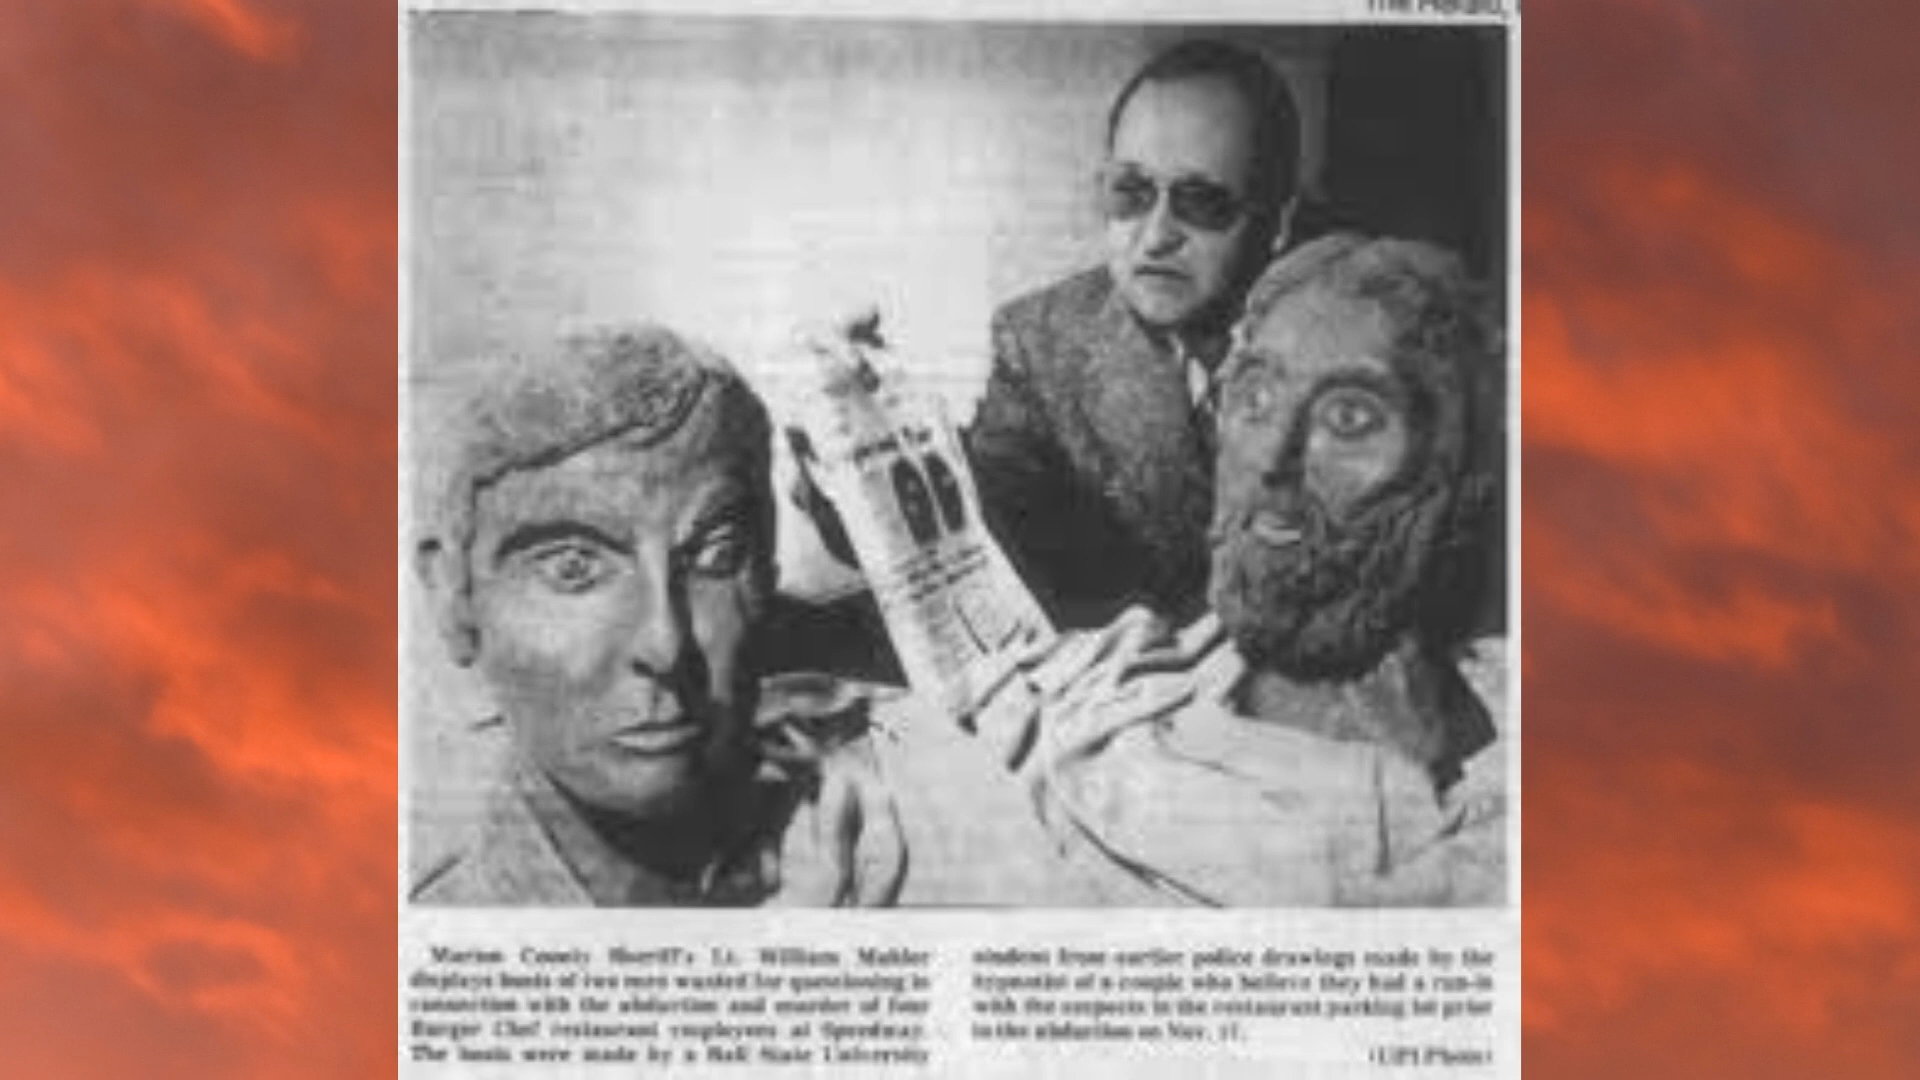 The Herald,
Marion County Sheriff's Lt. William Mahler
displays busts of two men wanted for questioning in
connection with the abduction and murder of four
Burger Chef restaurant employees at Speedway.
The busts were made by a Ball State University
student from earlier police drawings made by the
hypnotist of a couple who believe they had a run-in
with the suspects in the restaurant parking lot prior
to the abduction on Nov. 17.
(UPI Photo)